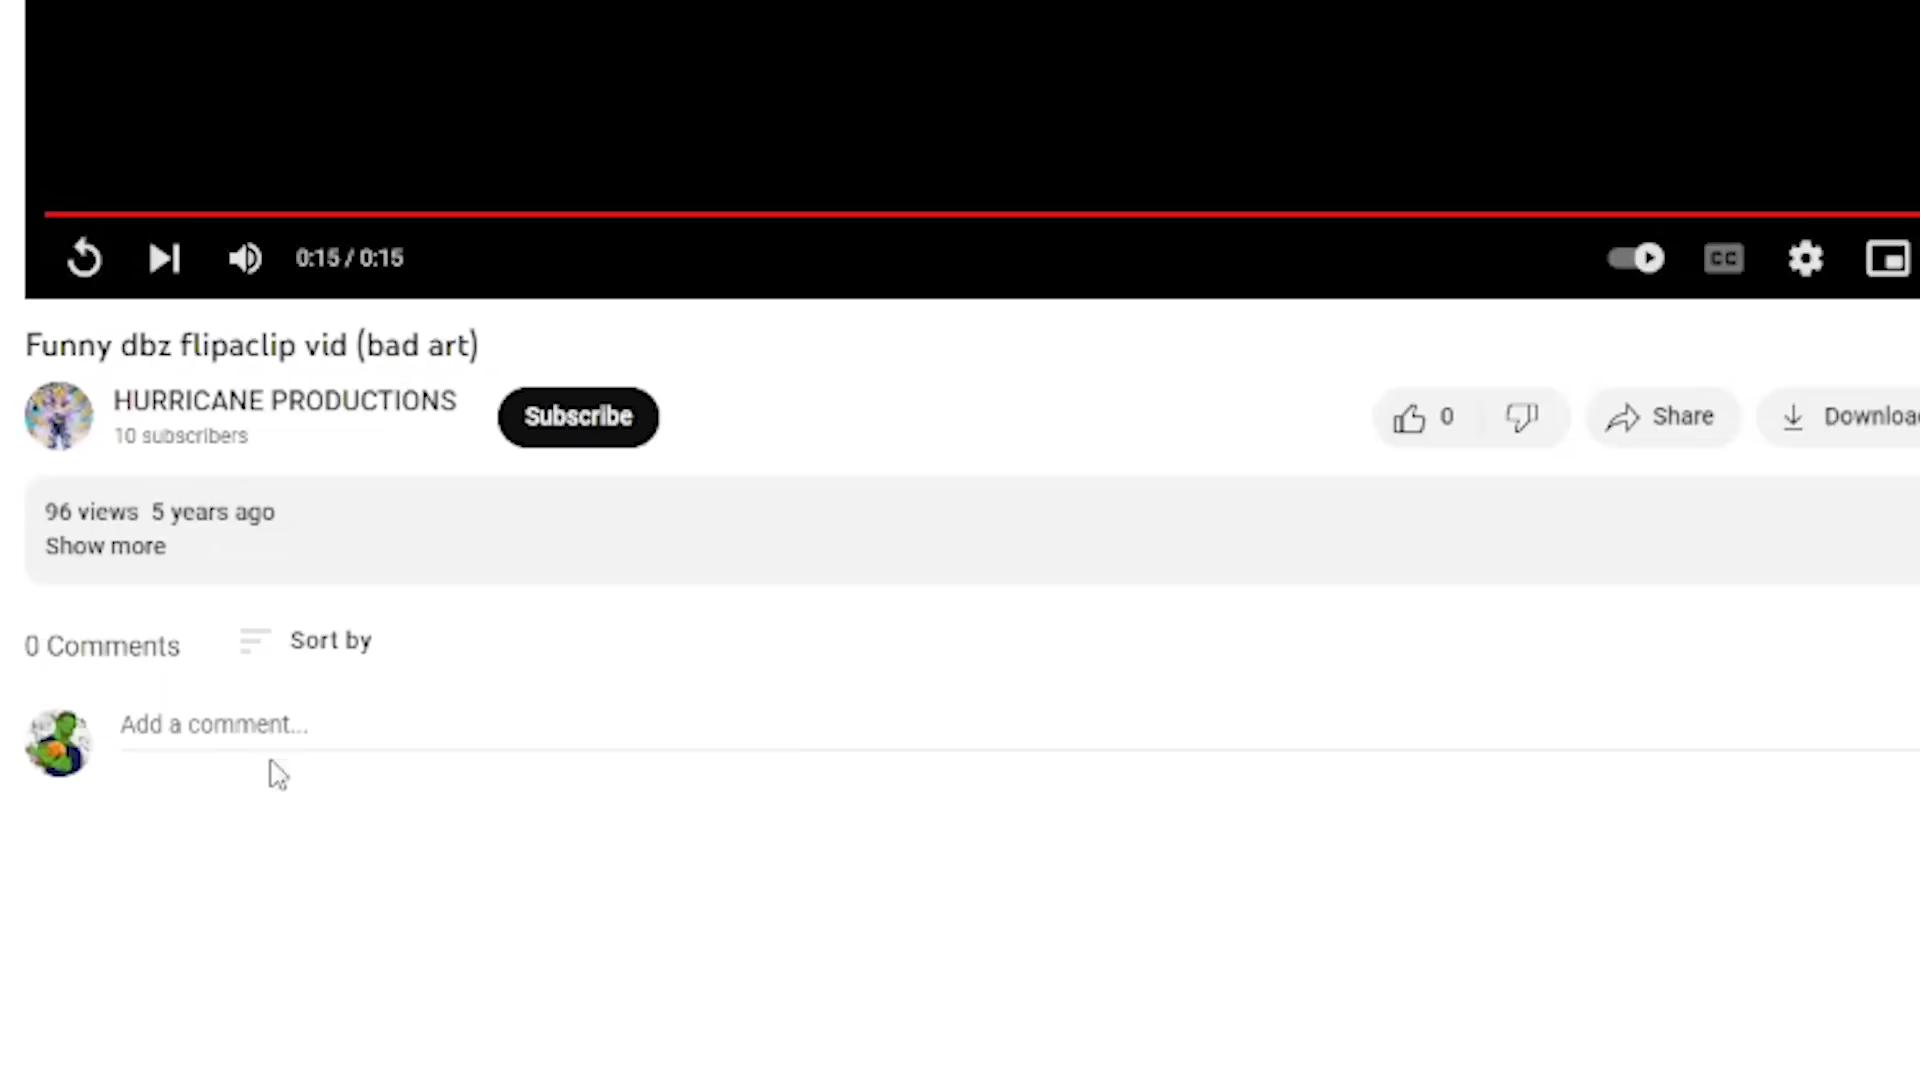 0:15 / 0:15
CC
Funny dbz flipaclip vid (bad art)
HURRICANE PRODUCTIONS
10 subscribers
Subscribe
0
Share
Downloa
96 views 5 years ago
Show more
0 Comments
Sort by
Add a comment...